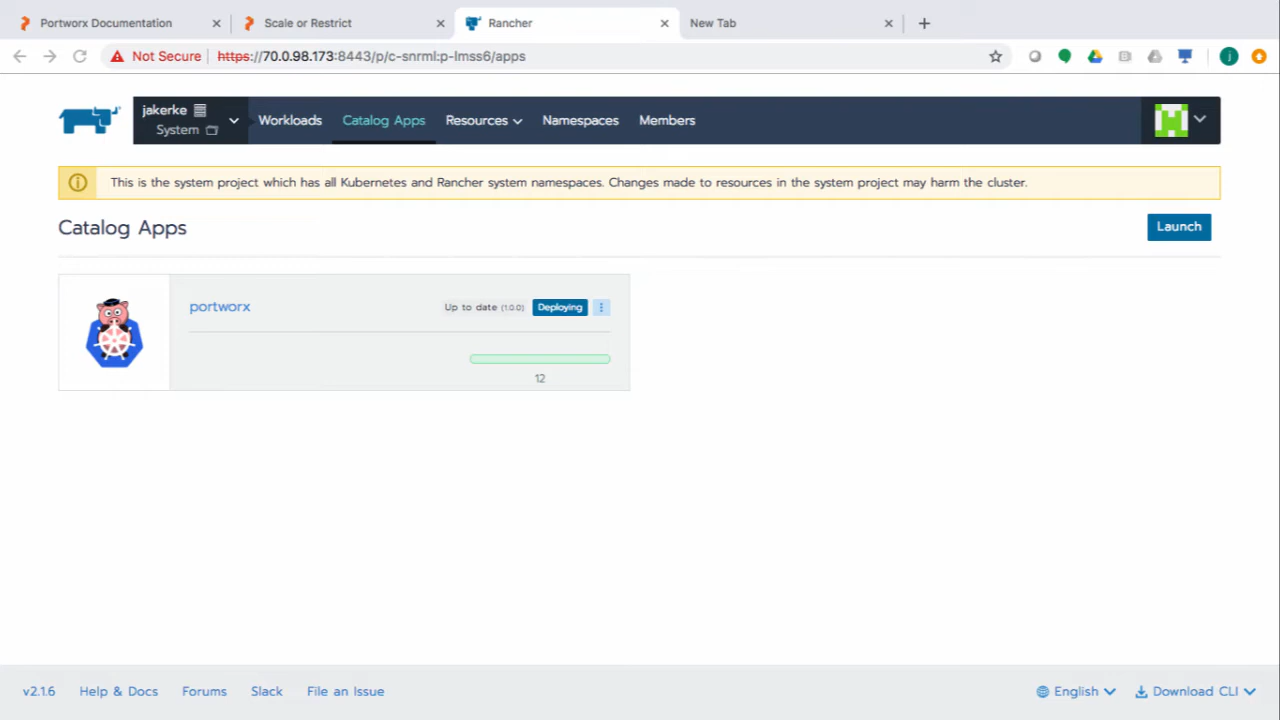 Portworx Documentation
Scale or Restrict
Rancher
New Tab
Not Secure
https://70.0.98.173:8443/p/c-snrml:p-lmss6/apps
j
jakerke
System
Workloads
Catalog Apps
Resources
Namespaces
Members
This is the system project which has all Kubernetes and Rancher system namespaces. Changes made to resources in the system project may harm the cluster.
Catalog Apps
Launch
portworx
Up to date (1.0.0)
Deploying
12
v2.1.6
Help & Docs
Forums
Slack
File an Issue
English
Download CLI